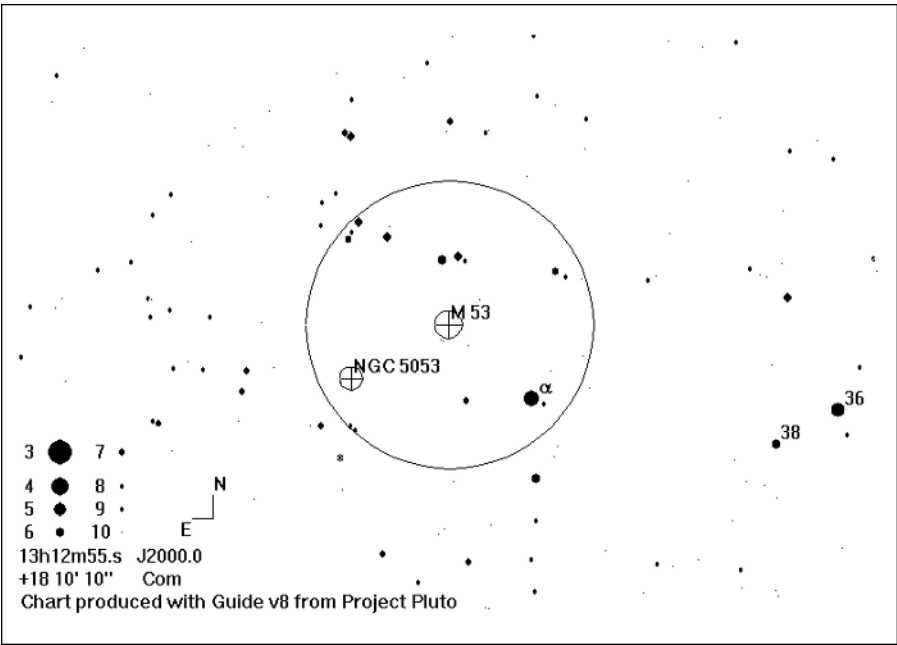 M 53
NGC 5053
α
36
38
3 7
4 8
5 9
6 10
N
E
13h12m55.s J2000.0
+18 10' 10" Com
Chart produced with Guide v8 from Project Pluto